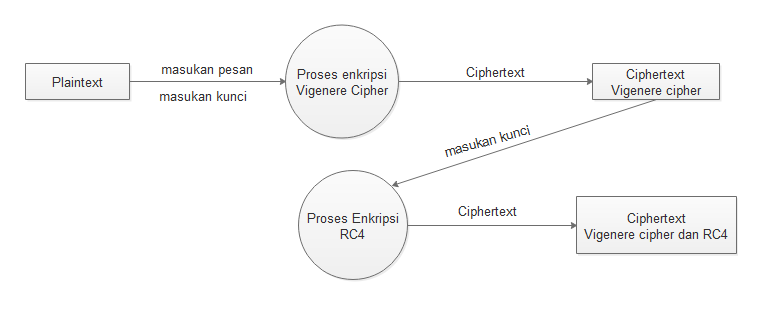 Plaintext
masukan pesan
masukan kunci
Proses enkripsi
Vigenere Cipher
Ciphertext
Ciphertext
Vigenere cipher
masukan kunci
Proses Enkripsi
RC4
Ciphertext
Ciphertext
Vigenere cipher dan RC4